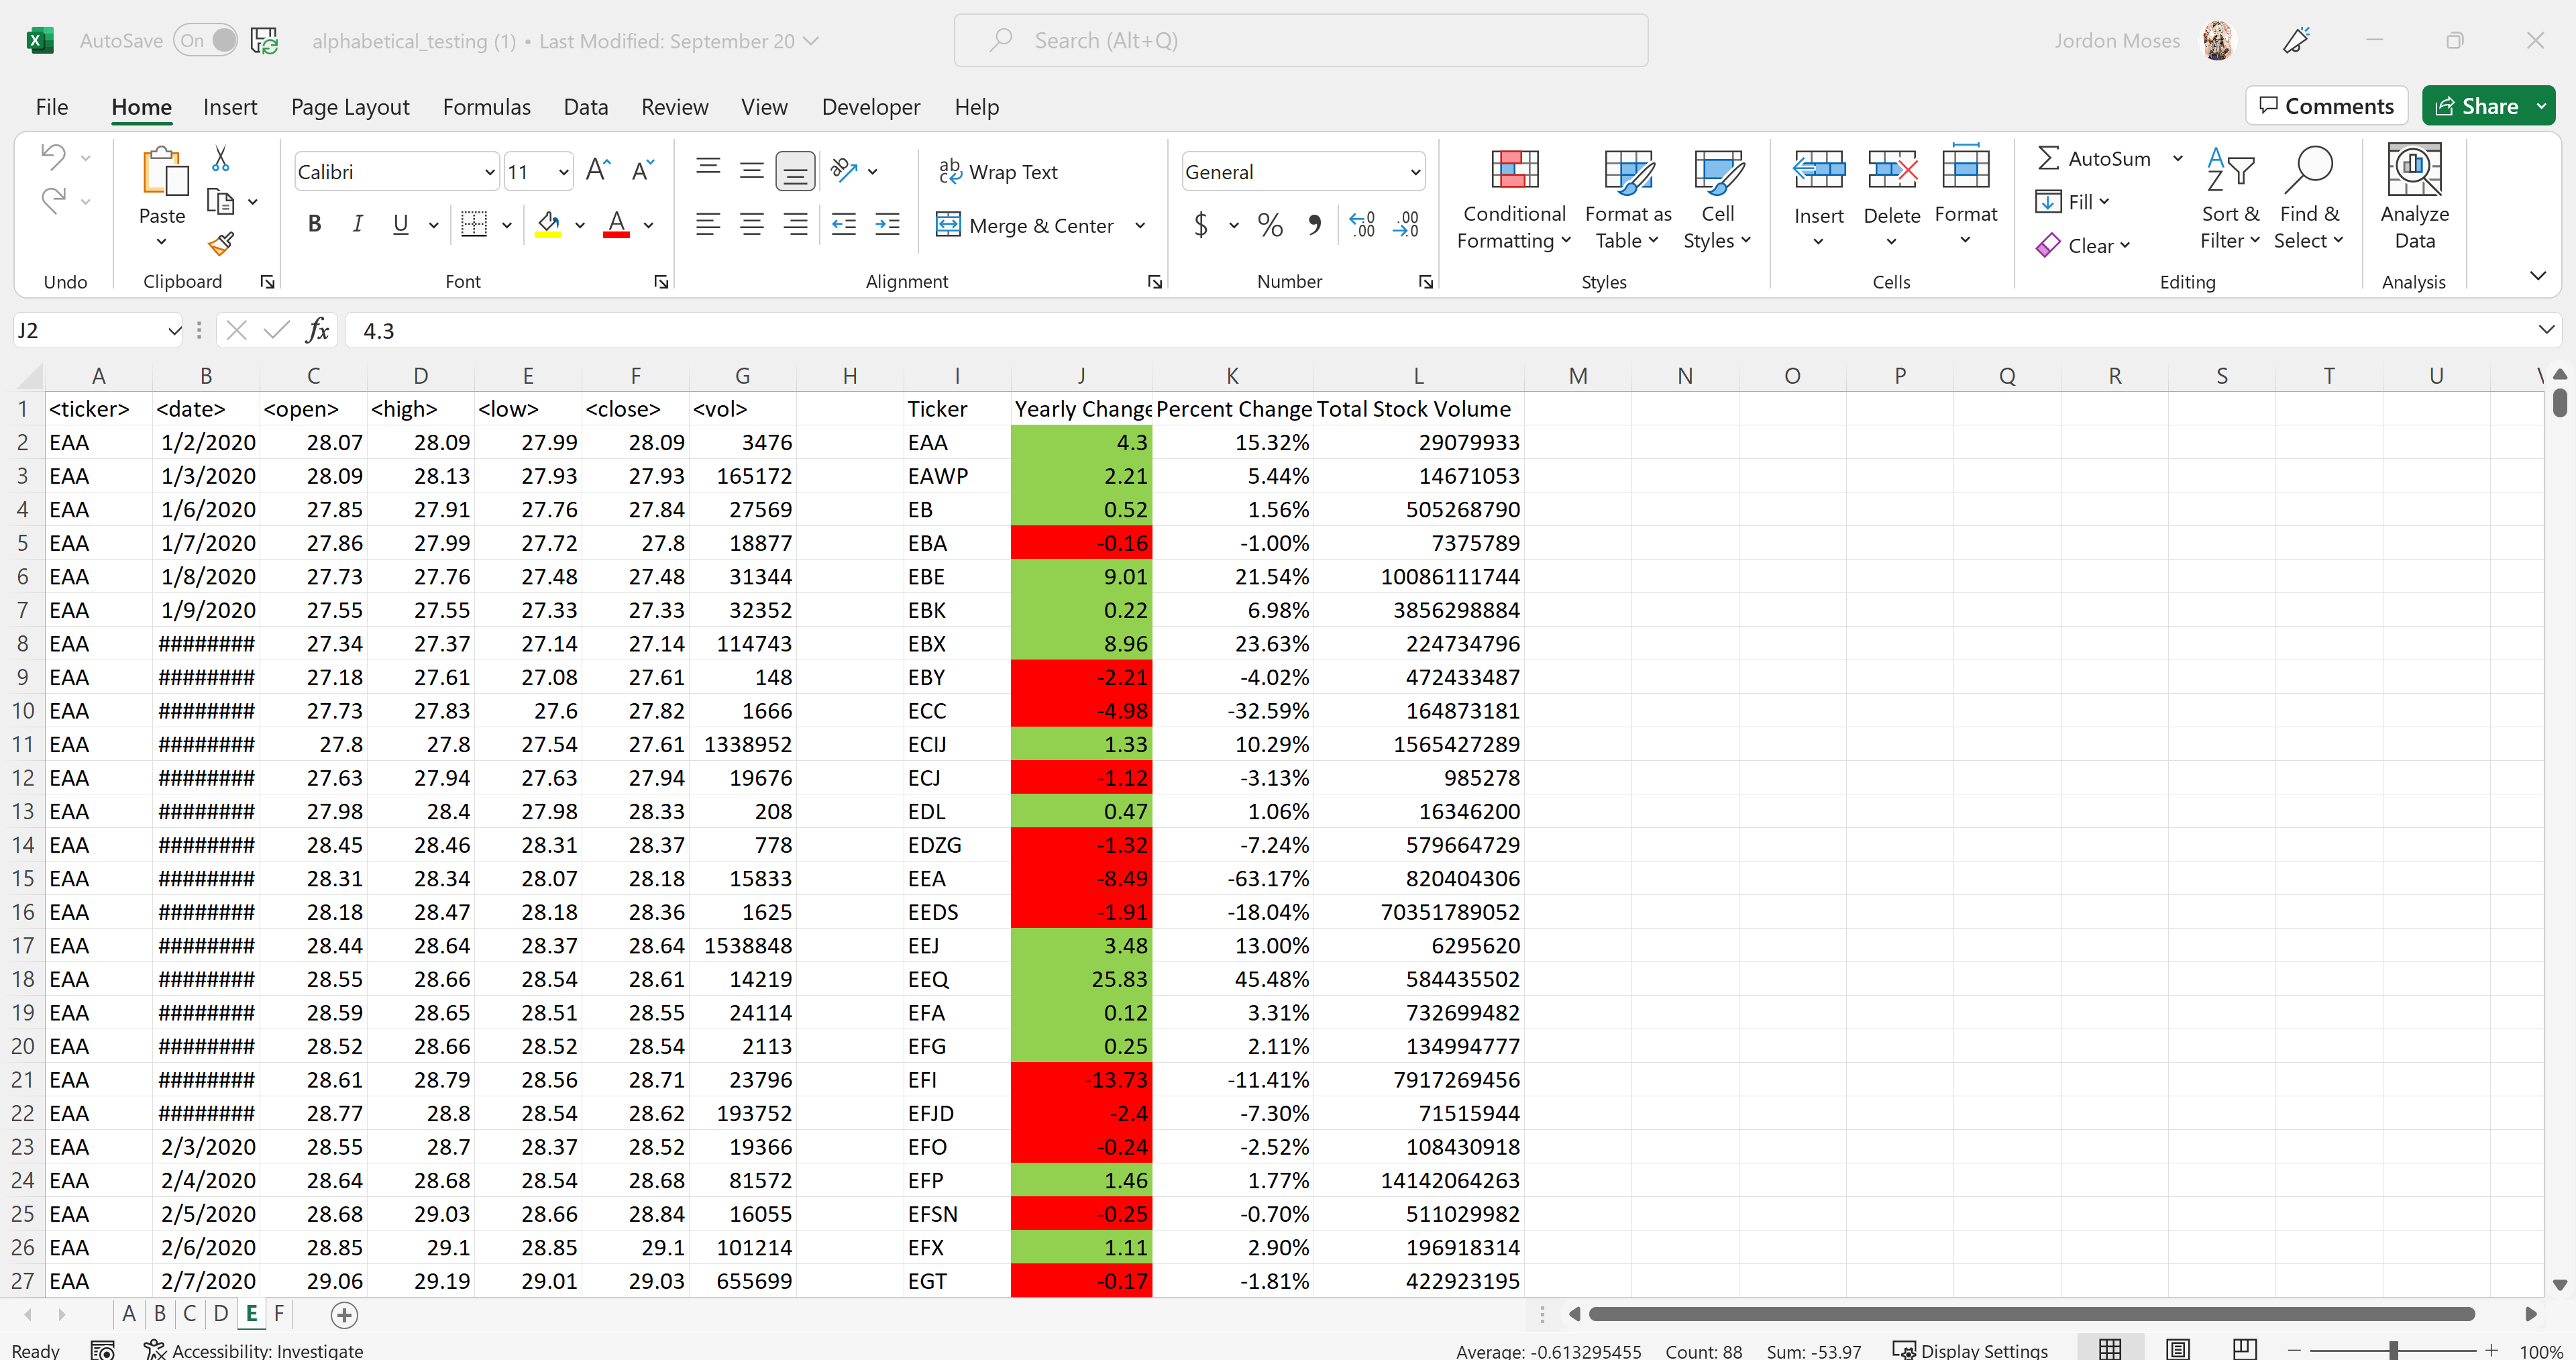 AutoSave On alphabetical_testing (1) • Last Modified: September 20 Search (Alt+Q) Jordon Moses
File Home Insert Page Layout Formulas Data Review View Developer Help Comments Share
Calibri 11 Wrap Text General AutoSum
Paste Conditional Format as Cell Insert Delete Format Fill Sort & Find & Analyze
B I U Merge & Center $ % Formatting Table Styles Clear Filter Select Data
Undo Clipboard Font Alignment Number Styles Cells Editing Analysis
J2 fx 4.3
A B C D E F G H I J K L M N O P Q R S T U
1 <ticker> <date> <open> <high> <low> <close> <vol> Ticker Yearly Change Percent Change Total Stock Volume
2 EAA 1/2/2020 28.07 28.09 27.99 28.09 3476 EAA 4.3 15.32% 29079933
3 EAA 1/3/2020 28.09 28.13 27.93 27.93 165172 EAWP 2.21 5.44% 14671053
4 EAA 1/6/2020 27.85 27.91 27.76 27.84 27569 EB 0.52 1.56% 505268790
5 EAA 1/7/2020 27.86 27.99 27.72 27.8 18877 EBA -0.16 -1.00% 7375789
6 EAA 1/8/2020 27.73 27.76 27.48 27.48 31344 EBE 9.01 21.54% 10086111744
7 EAA 1/9/2020 27.55 27.55 27.33 27.33 32352 EBK 0.22 6.98% 3856298884
8 EAA ######## 27.34 27.37 27.14 27.14 114743 EBX 8.96 23.63% 224734796
9 EAA ######## 27.18 27.61 27.08 27.61 148 EBY -2.21 -4.02% 472433487
10 EAA ######## 27.73 27.83 27.6 27.82 1666 ECC -4.98 -32.59% 164873181
11 EAA ######## 27.8 27.8 27.54 27.61 1338952 ECIJ 1.33 10.29% 1565427289
12 EAA ######## 27.63 27.94 27.63 27.94 19676 ECJ -1.12 -3.13% 985278
13 EAA ######## 27.98 28.4 27.98 28.33 208 EDL 0.47 1.06% 16346200
14 EAA ######## 28.45 28.46 28.31 28.37 778 EDZG -1.32 -7.24% 579664729
15 EAA ######## 28.31 28.34 28.07 28.18 15833 EEA -8.49 -63.17% 820404306
16 EAA ######## 28.18 28.47 28.18 28.36 1625 EEDS -1.91 -18.04% 70351789052
17 EAA ######## 28.44 28.64 28.37 28.64 1538848 EEJ 3.48 13.00% 6295620
18 EAA ######## 28.55 28.66 28.54 28.61 14219 EEQ 25.83 45.48% 584435502
19 EAA ######## 28.59 28.65 28.51 28.55 24114 EFA 0.12 3.31% 732699482
20 EAA ######## 28.52 28.66 28.52 28.54 2113 EFG 0.25 2.11% 134994777
21 EAA ######## 28.61 28.79 28.56 28.71 23796 EFI -13.73 -11.41% 7917269456
22 EAA ######## 28.77 28.8 28.54 28.62 193752 EFJD -2.4 -7.30% 71515944
23 EAA 2/3/2020 28.55 28.7 28.37 28.52 19366 EFO -0.24 -2.52% 108430918
24 EAA 2/4/2020 28.64 28.68 28.54 28.68 81572 EFP 1.46 1.77% 14142064263
25 EAA 2/5/2020 28.68 29.03 28.66 28.84 16055 EFSN -0.25 -0.70% 511029982
26 EAA 2/6/2020 28.85 29.1 28.85 29.1 101214 EFX 1.11 2.90% 196918314
27 EAA 2/7/2020 29.06 29.19 29.01 29.03 655699 EGT -0.17 -1.81% 422923195
A B C D E F
Ready Accessibility: Investigate Average: -0.613295455 Count: 88 Sum: -53.97 Display Settings 100%